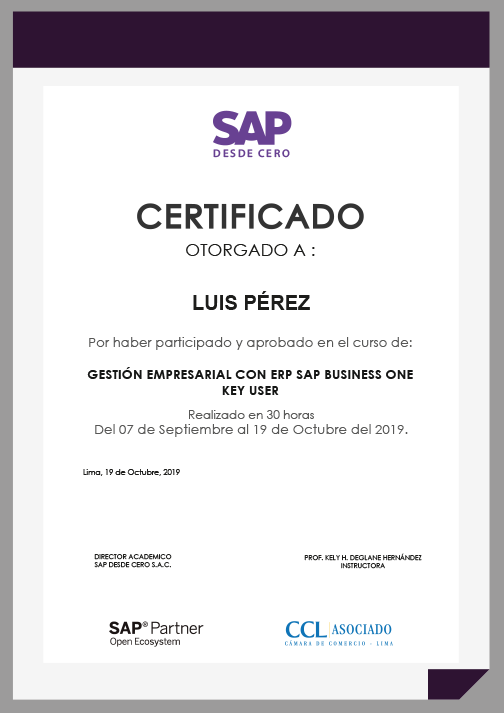 SAP
DESDE CERO
CERTIFICADO
OTORGADO A :
LUIS PÉREZ
Por haber participado y aprobado en el curso de:
GESTIÓN EMPRESARIAL CON ERP SAP BUSINESS ONE
KEY USER
Realizado en 30 horas
Del 07 de Septiembre al 19 de Octubre del 2019.
Lima, 19 de Octubre, 2019
DIRECTOR ACADEMICO
SAP DESDE CERO S.A.C.
PROF. KELY H. DEGLANE HERNÁNDEZ
INSTRUCTORA
SAP® Partner
Open Ecosystem
CCL ASOCIADO
CÁMARA DE COMERCIO - LIMA